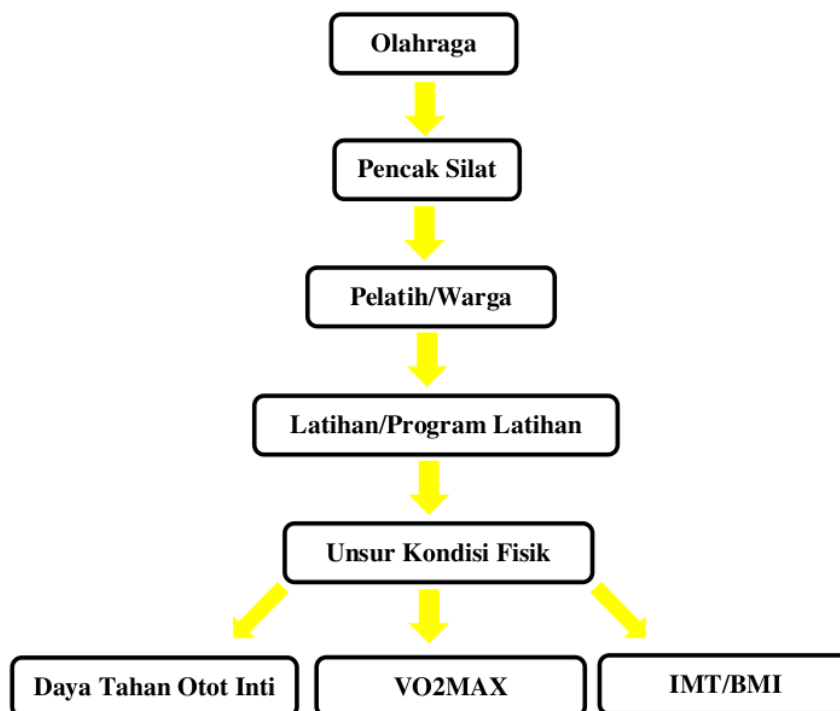 Olahraga
Pencak Silat
Pelatih/Warga
Latihan/Program Latihan
Unsur Kondisi Fisik
Daya Tahan Otot Inti
VO2MAX
IMT/BMI